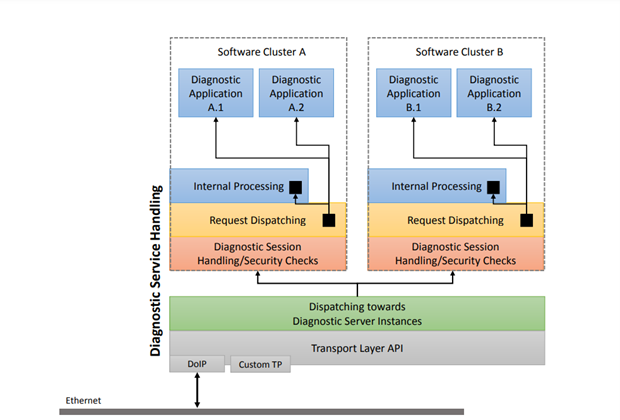 Software Cluster A
Software Cluster B
Diagnostic
Application
A.1
Diagnostic
Application
A.2
Diagnostic
Application
B.1
Diagnostic
Application
B.2
Internal Processing
Internal Processing
Request Dispatching
Request Dispatching
Diagnostic Session
Handling/Security Checks
Diagnostic Session
Handling/Security Checks
Diagnostic Service Handling
Dispatching towards
Diagnostic Server Instances
Transport Layer API
DoIP
Custom TP
Ethernet